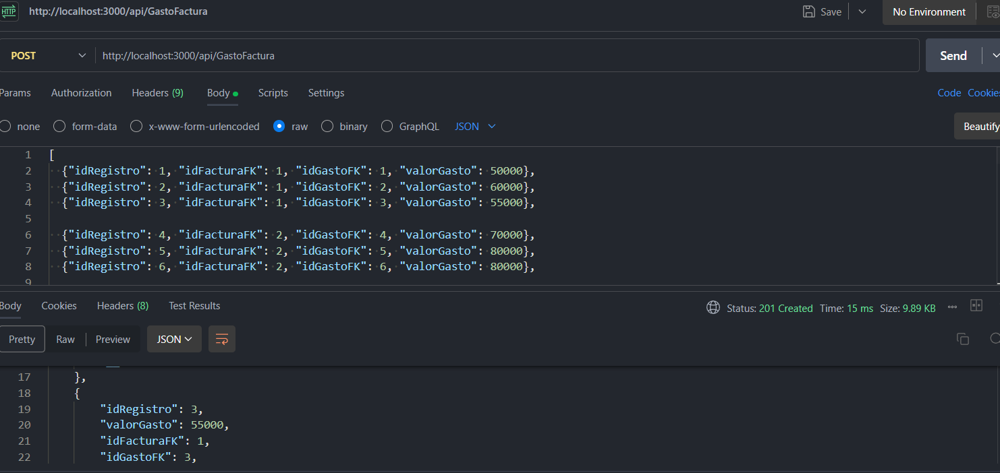 HTTP http://localhost:3000/api/GastoFactura Save No Environment
POST http://localhost:3000/api/GastoFactura Send
Params Authorization Headers (9) Body Scripts Settings Code Cookies
none form-data x-www-form-urlencoded raw binary GraphQL JSON Beautify
1 [
2 {"idRegistro": 1, "idFacturaFK": 1, "idGastoFK": 1, "valorGasto": 50000},
3 {"idRegistro": 2, "idFacturaFK": 1, "idGastoFK": 2, "valorGasto": 60000},
4 {"idRegistro": 3, "idFacturaFK": 1, "idGastoFK": 3, "valorGasto": 55000},
5
6 {"idRegistro": 4, "idFacturaFK": 2, "idGastoFK": 4, "valorGasto": 70000},
7 {"idRegistro": 5, "idFacturaFK": 2, "idGastoFK": 5, "valorGasto": 80000},
8 {"idRegistro": 6, "idFacturaFK": 2, "idGastoFK": 6, "valorGasto": 80000},
9
Body Cookies Headers (8) Test Results Status: 201 Created Time: 15 ms Size: 9.89 KB
Pretty Raw Preview JSON
17 },
18 {
19 "idRegistro": 3,
20 "valorGasto": 55000,
21 "idFacturaFK": 1,
22 "idGastoFK": 3,